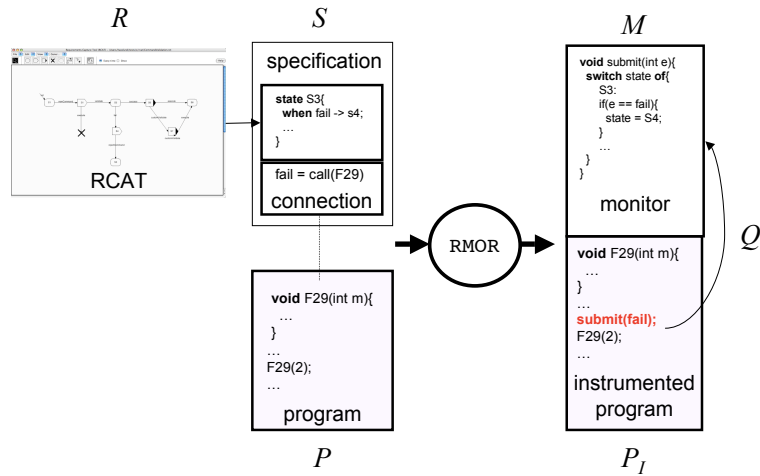 R
S
M
specification
state S3{
when fail -> s4;
…
}
fail = call(F29)
connection
RCAT
void submit(int e){
switch state of{
S3:
if(e == fail){
state = S4;
}
…
}
}
monitor
Q
RMOR
void F29(int m){
…
}
…
F29(2);
…
program
P
void F29(int m){
…
}
…
submit(fail);
F29(2);
…
instrumented
program
P_I